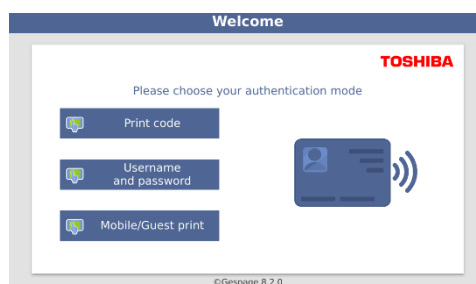 Welcome
TOSHIBA
Please choose your authentication mode
Print code
Username
and password
Mobile/Guest print
©Gespage 8.2.0